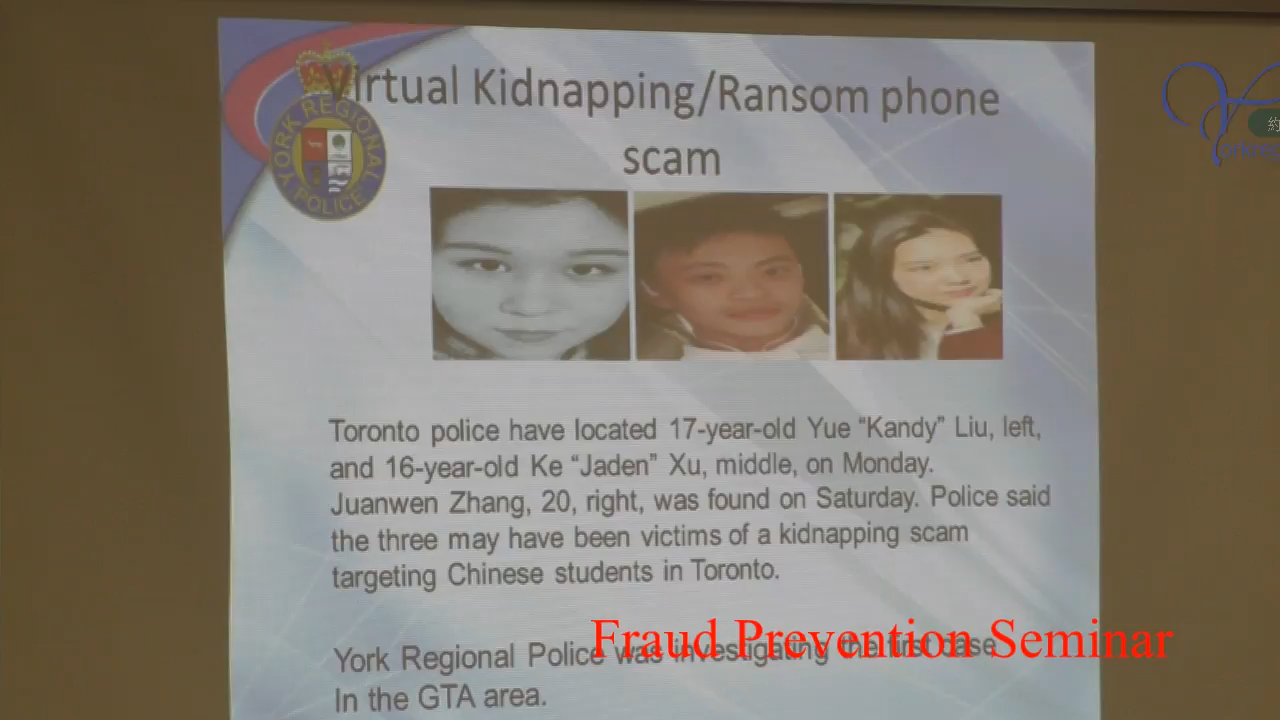 Virtual Kidnapping/Ransom phone
scam
YORK REGIONAL
POLICE
Toronto police have located 17-year-old Yue “Kandy” Liu, left,
and 16-year-old Ke “Jaden” Xu, middle, on Monday.
Juanwen Zhang, 20, right, was found on Saturday. Police said
the three may have been victims of a kidnapping scam
targeting Chinese students in Toronto.
Fraud Prevention Seminar
York Regional Police was investigating the first case
In the GTA area.